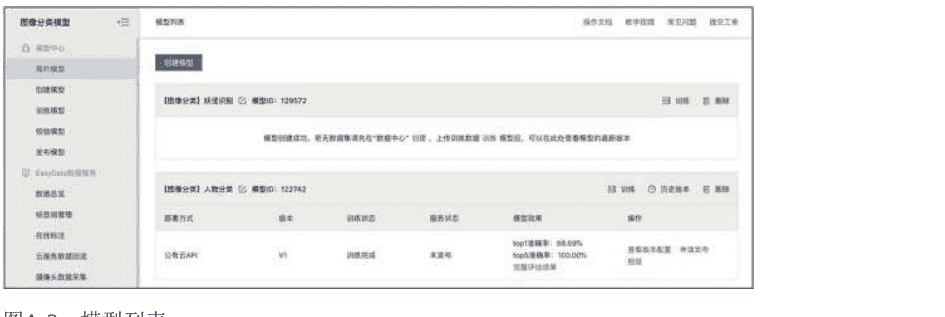 图像分类模型
模型列表 操作文档 教学视频 常见问题 提交工单
模型中心
我的模型
创建模型
训练模型
校验模型
发布模型
EasyData数据服务
数据总览
标签组管理
在线标注
云服务数据回流
摄像头数据采集
创建模型
【图像分类】妖怪识别 模型ID: 129572 训练 删除
模型创建成功，若无数据集请先在"数据中心" 创建 ，上传训练数据 训练 模型后，可以在此处查看模型的最新版本
【图像分类】人物分类 模型ID: 122742 训练 历史版本 删除
部署方式 版本 训练状态 服务状态 模型效果 操作
公有云API V1 训练完成 未发布
top1准确率: 98.89%
top5准确率: 100.00%
完整评估结果
查看版本配置 申请发布
校验